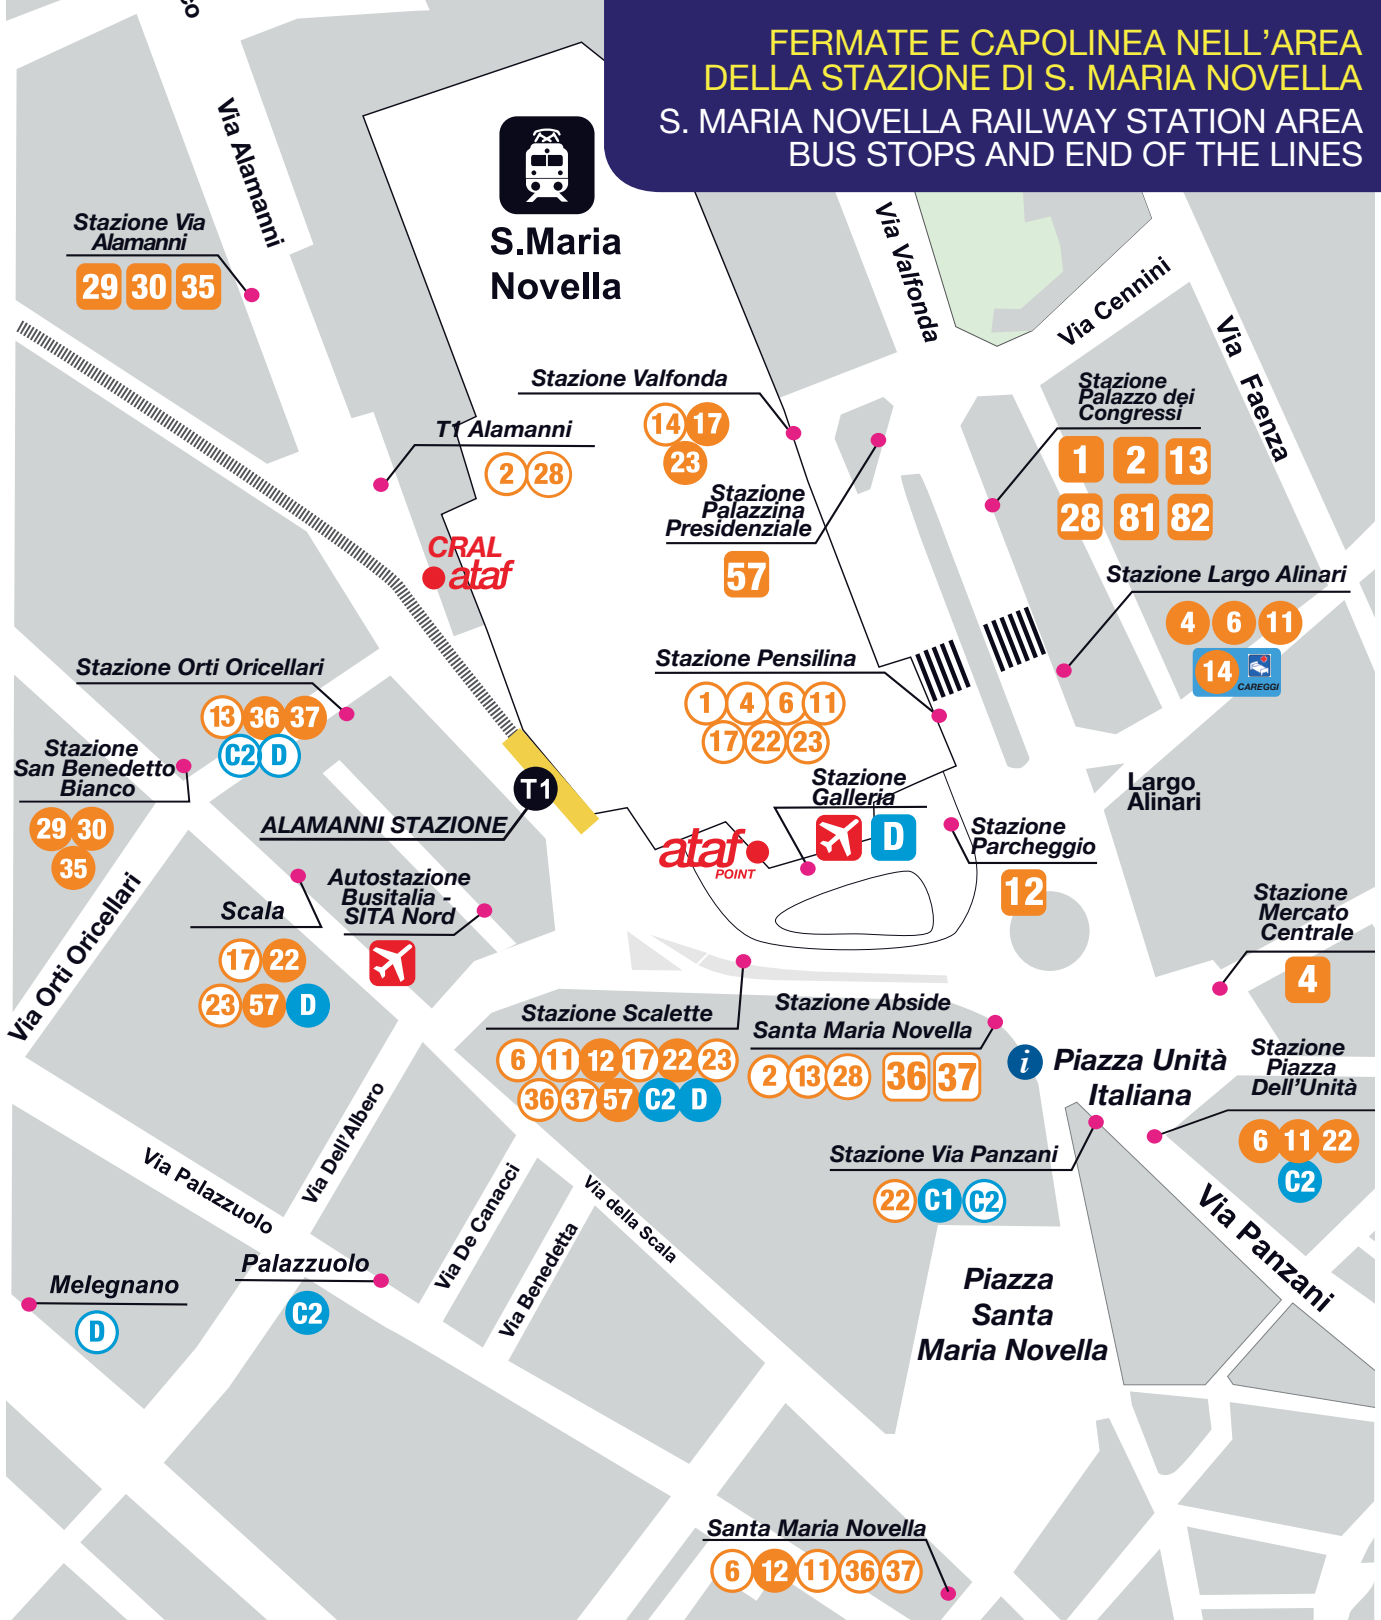 FERMATE E CAPOLINEA NELL'AREA
DELLA STAZIONE DI S. MARIA NOVELLA
S. MARIA NOVELLA RAILWAY STATION AREA
BUS STOPS AND END OF THE LINES
co
Via Alamanni
S.Maria
Novella
Stazione Via
Alamanni
29 30 35
Via Valfonda
Via Cennini
Via Faenza
Stazione Valfonda
14 17
23
T1 Alamanni
2 28
Stazione
Palazzo dei
Congressi
1 2 13
28 81 82
Stazione
Palazzina
Presidenziale
57
CRAL
ataf
Stazione Largo Alinari
4 6 11
14 CAREGGI
Stazione Orti Oricellari
13 36 37
C2 D
Stazione Pensilina
1 4 6 11
17 22 23
Stazione
San Benedetto
Bianco
29 30
35
T1
ALAMANNI STAZIONE
Stazione
Galleria
D
Largo
Alinari
ataf
POINT
Stazione
Parcheggio
12
Via Orti Oricellari
Scala
17 22
23 57 D
Autostazione
Busitalia -
SITA Nord
Stazione
Mercato
Centrale
4
Stazione Scalette
6 11 12 17 22 23
36 37 57 C2 D
Stazione Abside
Santa Maria Novella
2 13 28 36 37
i
Piazza Unità
Italiana
Stazione
Piazza
Dell'Unità
6 11 22
C2
Via Dell'Albero
Via Palazzuolo
Via De Canacci
Via Benedetta
Via della Scala
Stazione Via Panzani
22 C1 C2
Via Panzani
Melegnano
D
Palazzuolo
C2
Piazza
Santa
Maria Novella
Santa Maria Novella
6 12 11 36 37